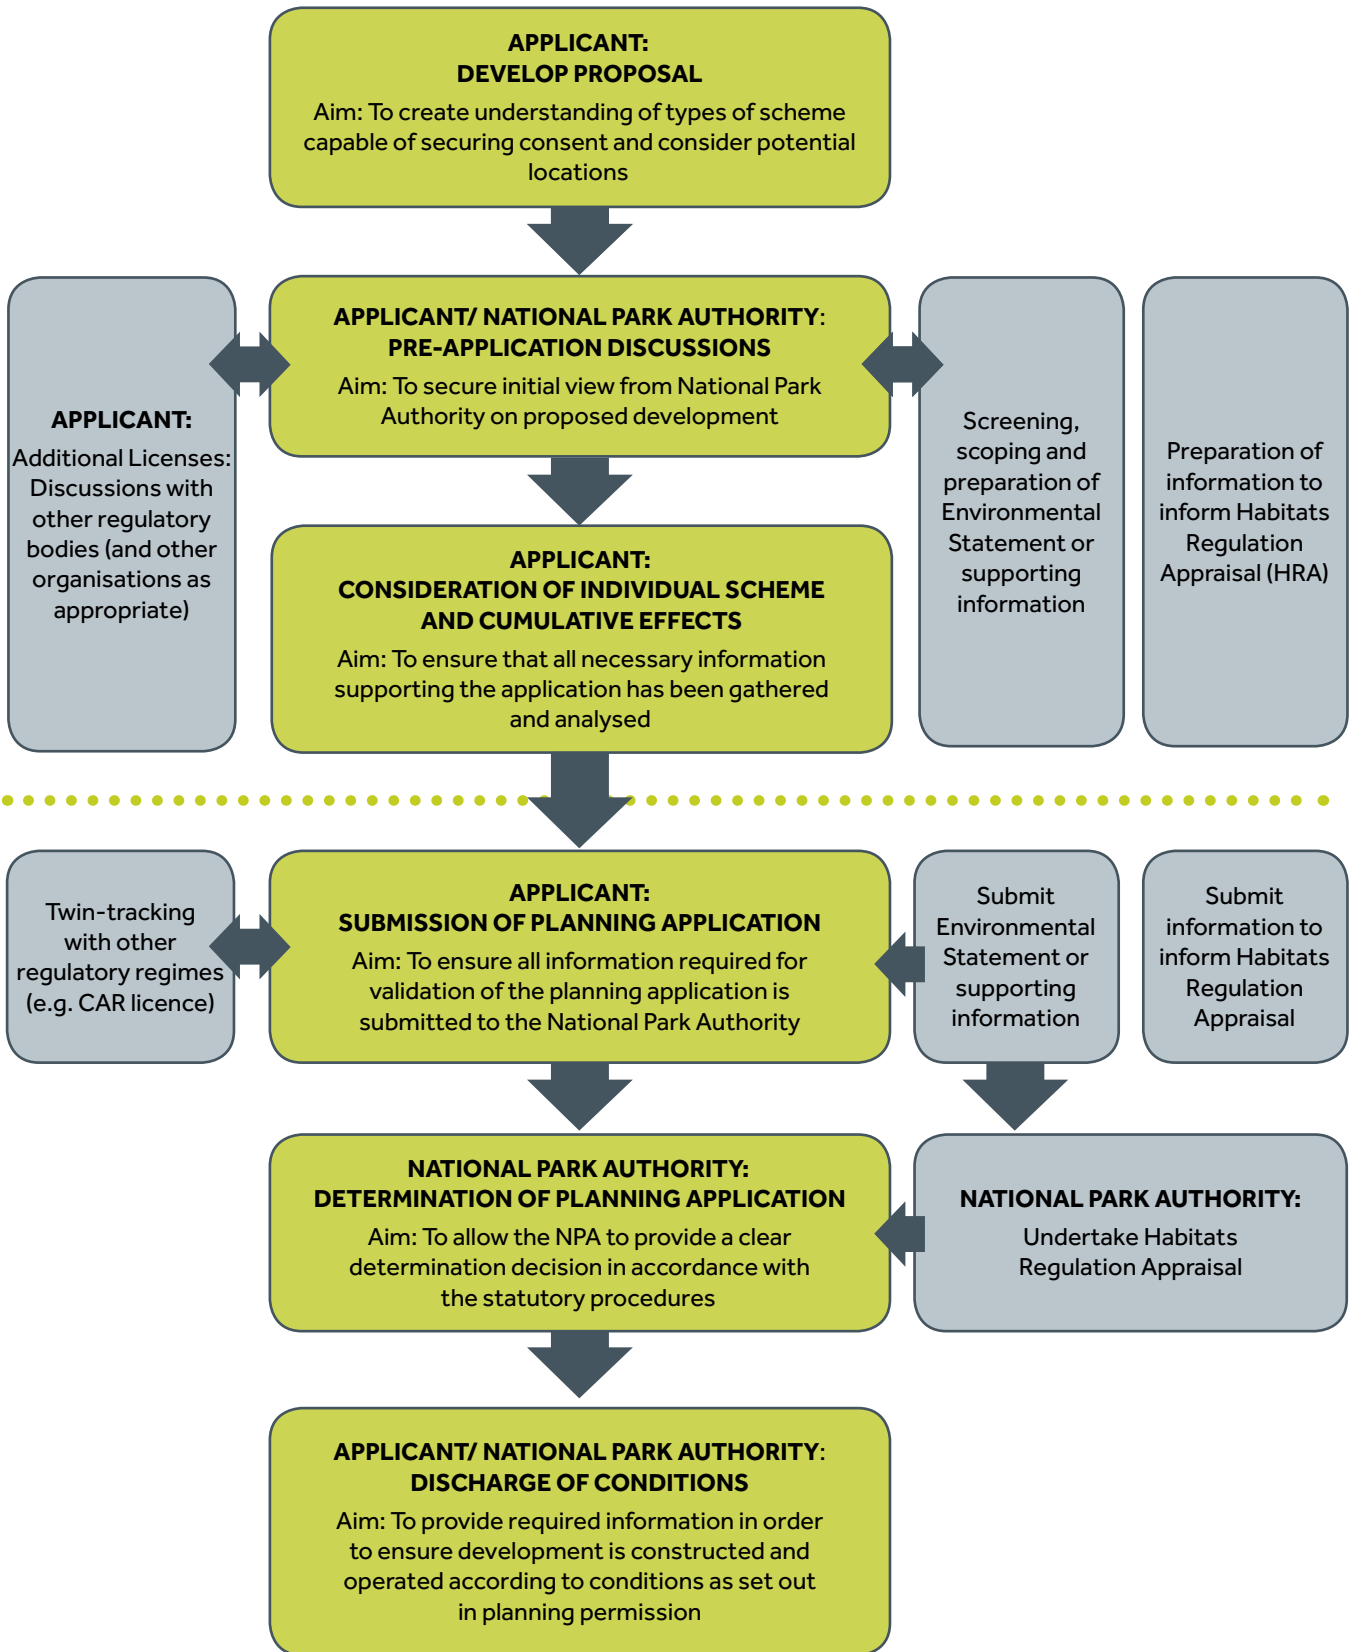 APPLICANT:
DEVELOP PROPOSAL
Aim: To create understanding of types of scheme
capable of securing consent and consider potential
locations
APPLICANT/ NATIONAL PARK AUTHORITY:
PRE-APPLICATION DISCUSSIONS
Aim: To secure initial view from National Park
Authority on proposed development
APPLICANT:
Additional Licenses:
Discussions with
other regulatory
bodies (and other
organisations as
appropriate)
Screening,
scoping and
preparation of
Environmental
Statement or
supporting
information
Preparation of
information to
inform Habitats
Regulation
Appraisal (HRA)
APPLICANT:
CONSIDERATION OF INDIVIDUAL SCHEME
AND CUMULATIVE EFFECTS
Aim: To ensure that all necessary information
supporting the application has been gathered
and analysed
Twin-tracking
with other
regulatory regimes
(e.g. CAR licence)
APPLICANT:
SUBMISSION OF PLANNING APPLICATION
Aim: To ensure all information required for
validation of the planning application is
submitted to the National Park Authority
Submit
Environmental
Statement or
supporting
information
Submit
information to
inform Habitats
Regulation
Appraisal
NATIONAL PARK AUTHORITY:
DETERMINATION OF PLANNING APPLICATION
Aim: To allow the NPA to provide a clear
determination decision in accordance with
the statutory procedures
NATIONAL PARK AUTHORITY:
Undertake Habitats
Regulation Appraisal
APPLICANT/ NATIONAL PARK AUTHORITY:
DISCHARGE OF CONDITIONS
Aim: To provide required information in order
to ensure development is constructed and
operated according to conditions as set out
in planning permission